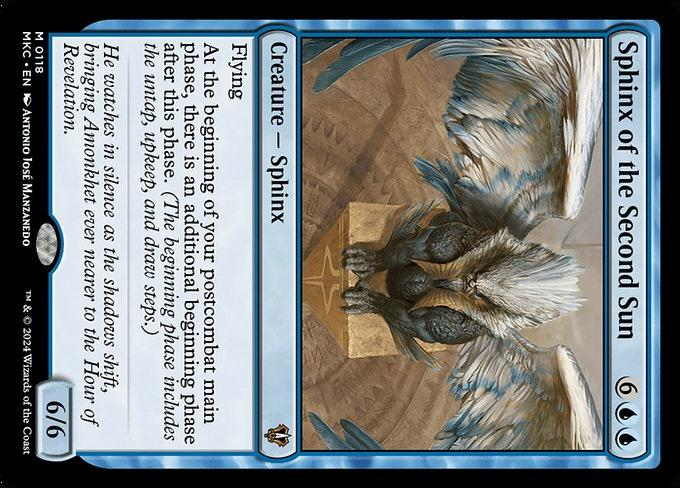 Sphinx of the Second Sun 6
Creature — Sphinx
Flying
At the beginning of your postcombat main
phase, there is an additional beginning phase
after this phase. (The beginning phase includes
the untap, upkeep, and draw steps.)
He watches in silence as the shadows shift,
bringing Amonkhet ever nearer to the Hour of
Revelation.
6/6
M 0118
MKC • EN Antonio José Manzanedo
™ & © 2024 Wizards of the Coast